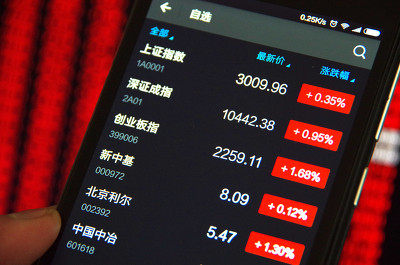 0.25K/s
自选
全部 最新价 涨跌幅
上证指数 3009.96 +0.35%
1A0001
深证成指 10442.38 +0.95%
2A01
创业板指 2259.11 +1.68%
399006
新中基 8.09 +0.12%
000972
北京利尔 5.47 +1.30%
002392
中国中冶
601618